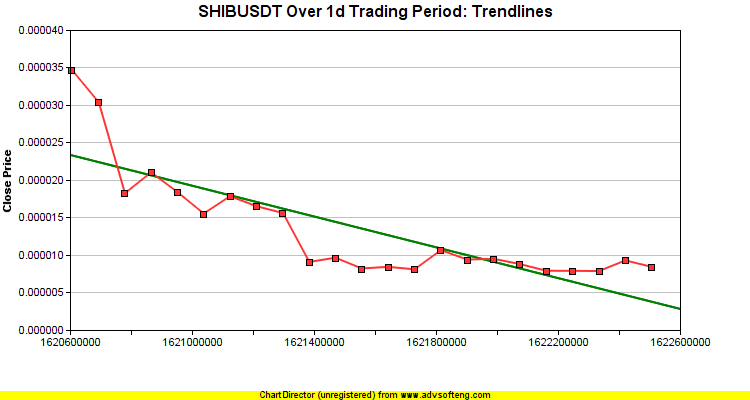 SHIBUSDT Over 1d Trading Period: Trendlines
0.000040
0.000035
0.000030
0.000025
0.000020
0.000015
0.000010
0.000005
0.000000
Close Price
1620600000 1621000000 1621400000 1621800000 1622200000 1622600000
ChartDirector (unregistered) from www.advsofteng.com